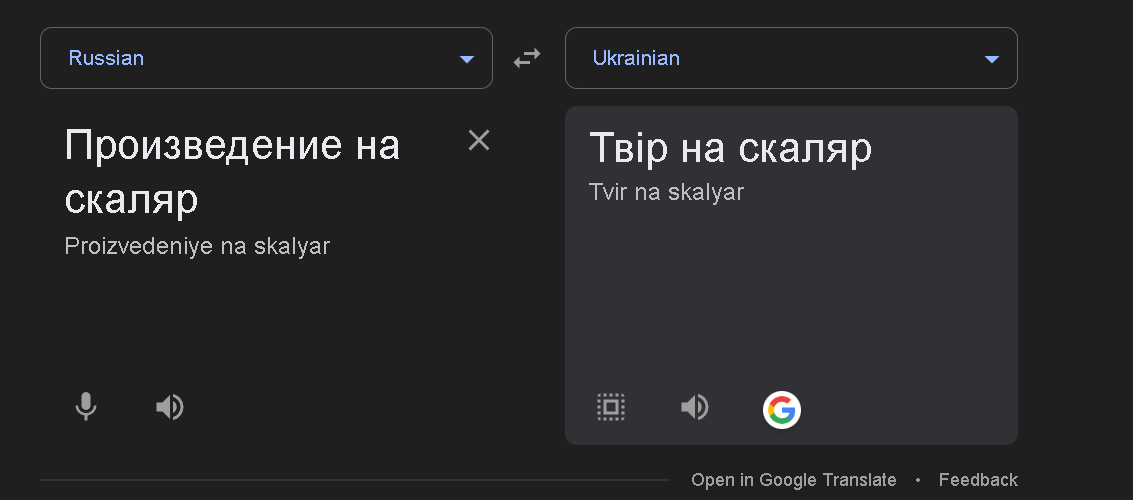 Russian
Ukrainian
Произведение на
скаляр
Proizvedeniye na skalyar
Твір на скаляр
Tvir na skalyar
Open in Google Translate • Feedback